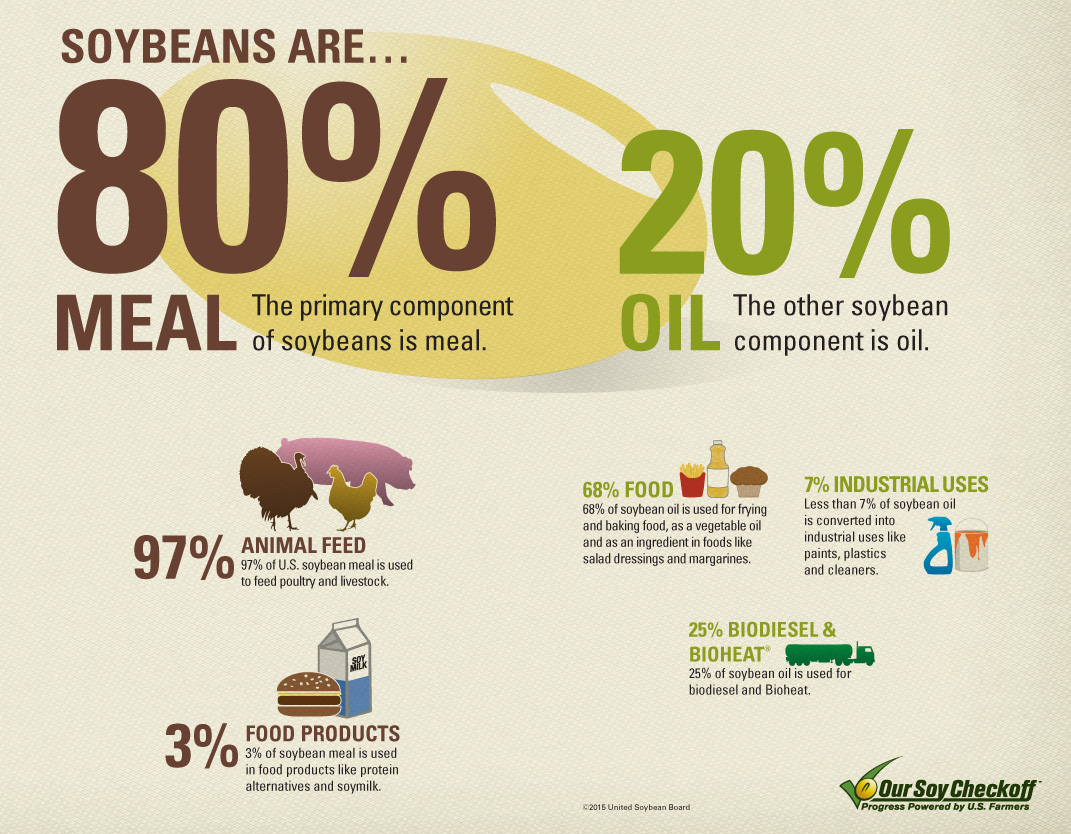 SOYBEANS ARE...
80%
MEAL
The primary component
of soybeans is meal.
20%
OIL
The other soybean
component is oil.
97%
ANIMAL FEED
97% of U.S. soybean meal is used
to feed poultry and livestock.
SOY
MILK
3%
FOOD PRODUCTS
3% of soybean meal is used
in food products like protein
alternatives and soymilk.
68% FOOD
68% of soybean oil is used for frying
and baking food, as a vegetable oil
and as an ingredient in foods like
salad dressings and margarines.
7% INDUSTRIAL USES
Less than 7% of soybean oil
is converted into
industrial uses like
paints, plastics
and cleaners.
25% BIODIESEL &
BIOHEAT®
25% of soybean oil is used for
biodiesel and Bioheat.
©2015 United Soybean Board
Our Soy Checkoff™
Progress Powered by U.S. Farmers